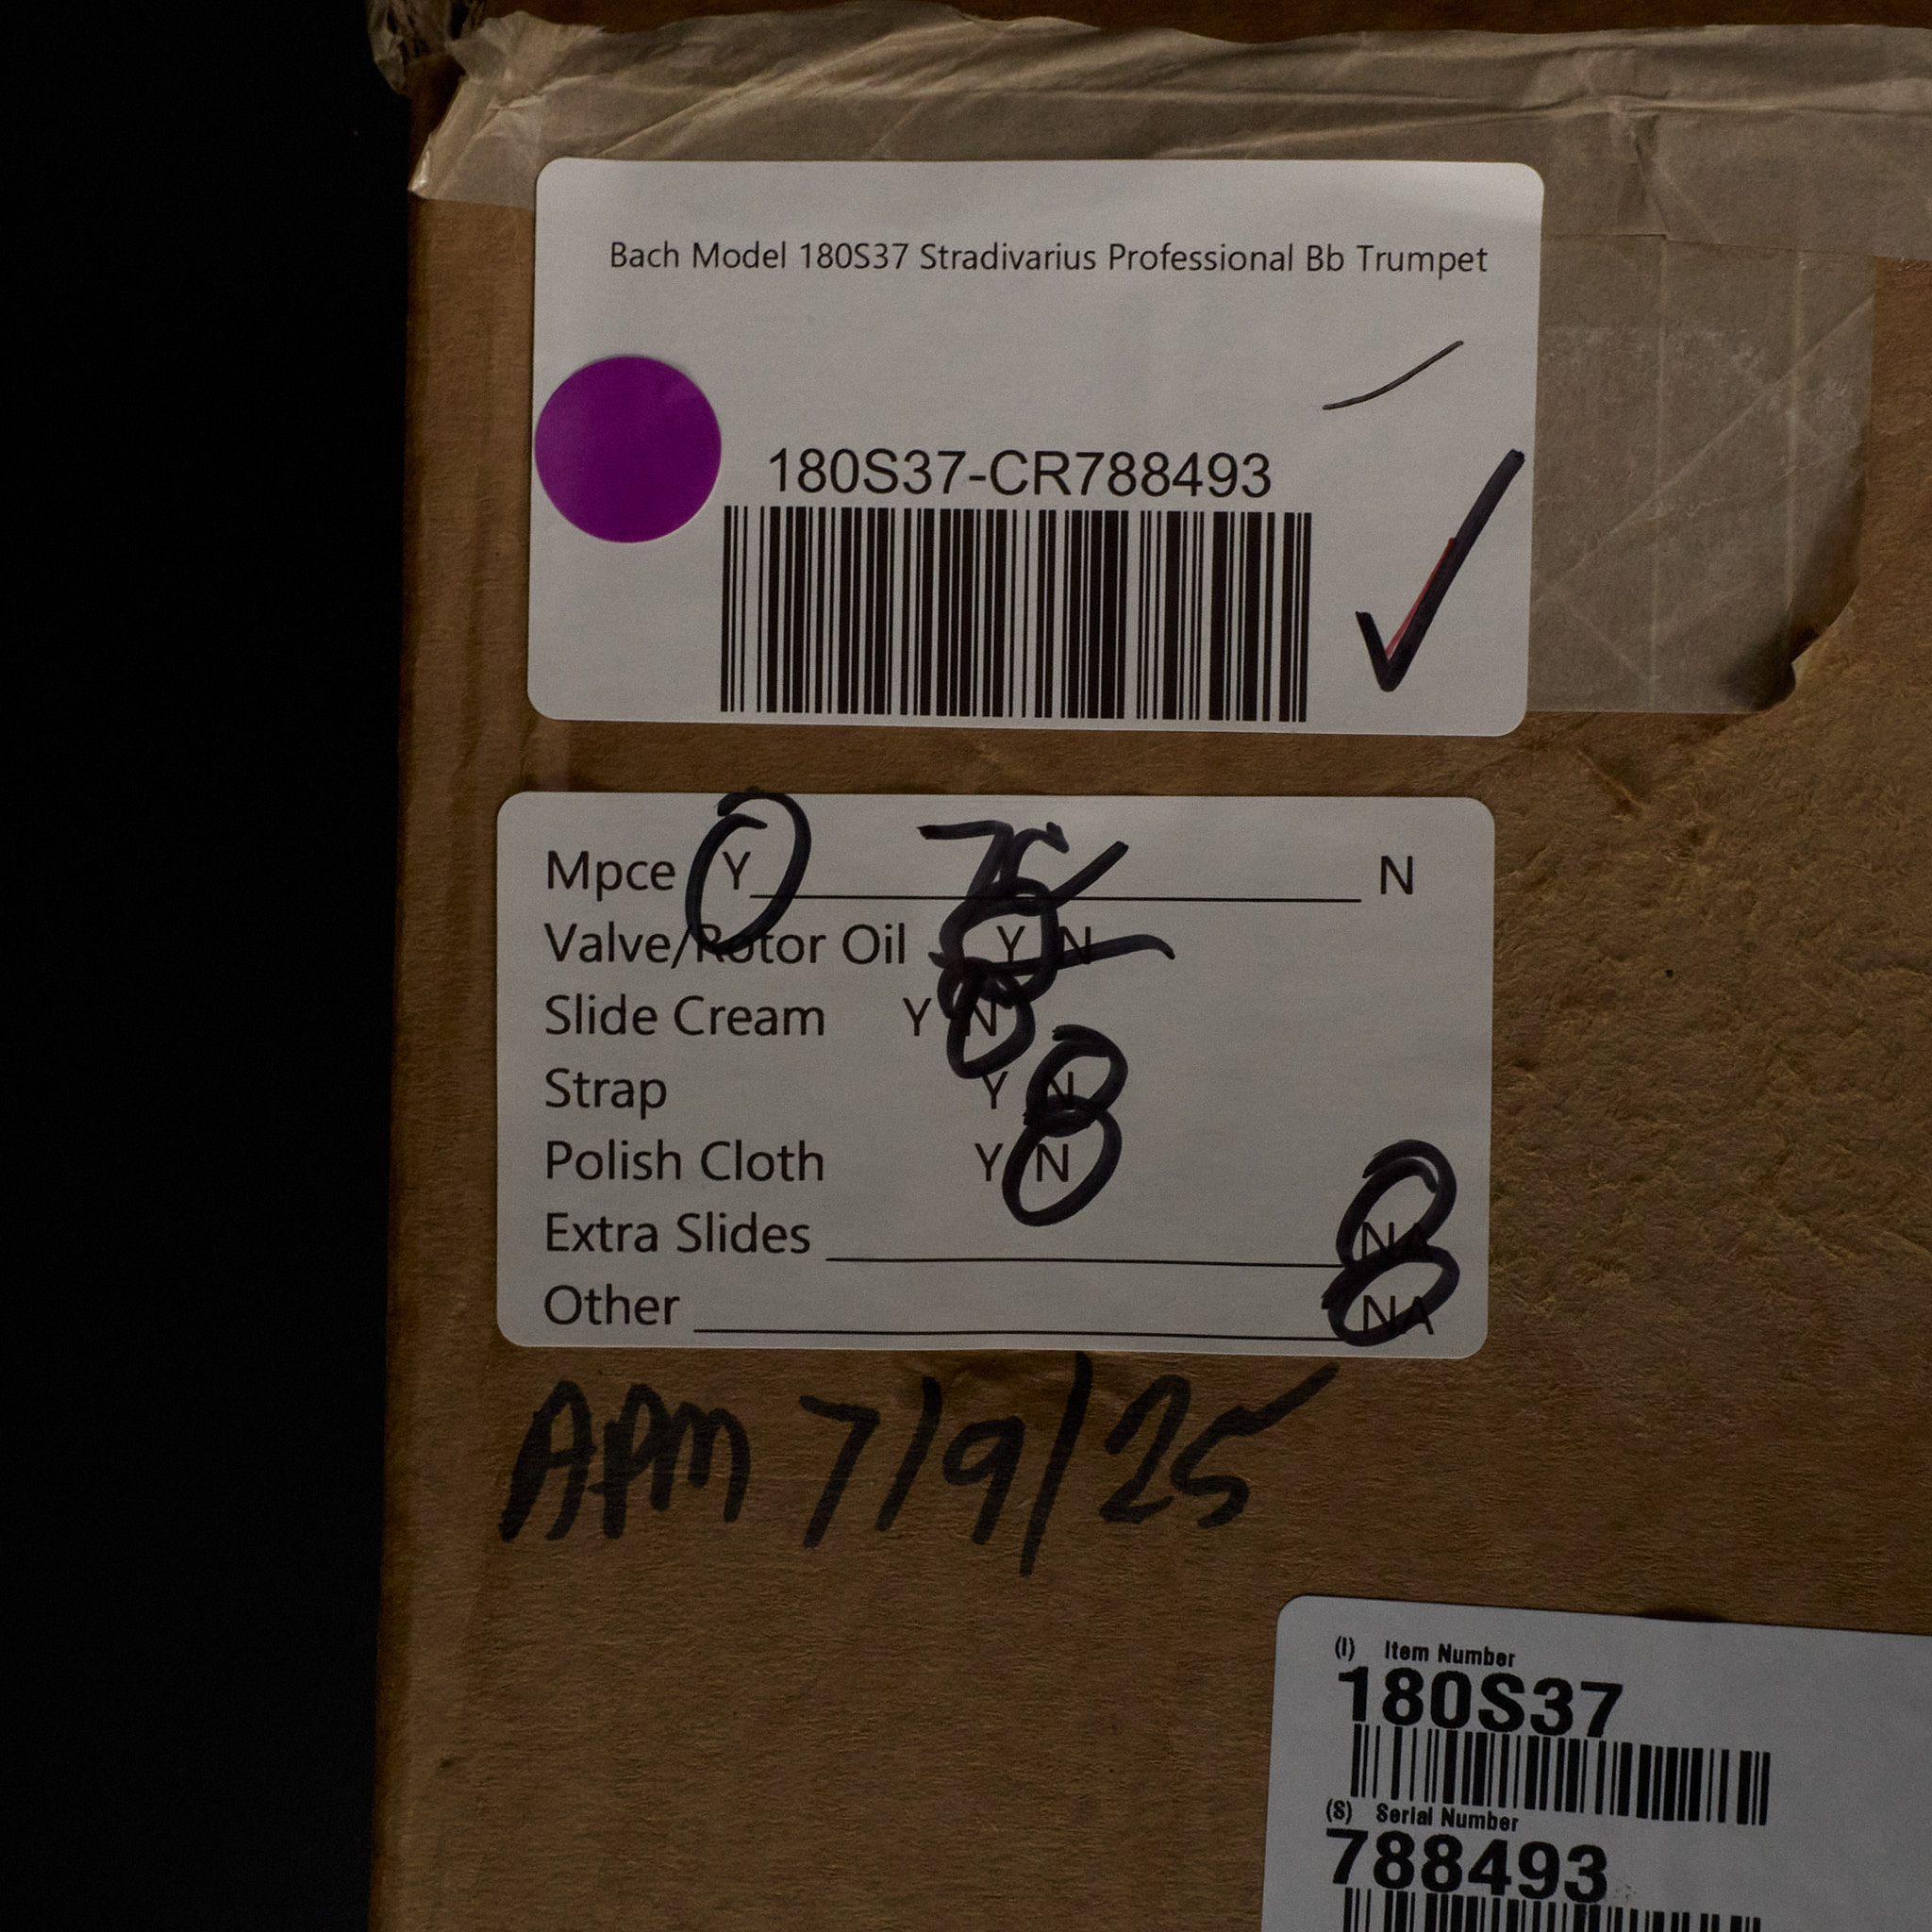 Bach Model 180S37 Stradivarius Professional Bb Trumpet
180S37-CR788493
Mpce Y 7C N
Valve/Rotor Oil Y N
Slide Cream Y N
Strap Y N
Polish Cloth Y N
Extra Slides NA
Other NA
APM 7/9/25
(I) Item Number
180S37
(S) Serial Number
788493